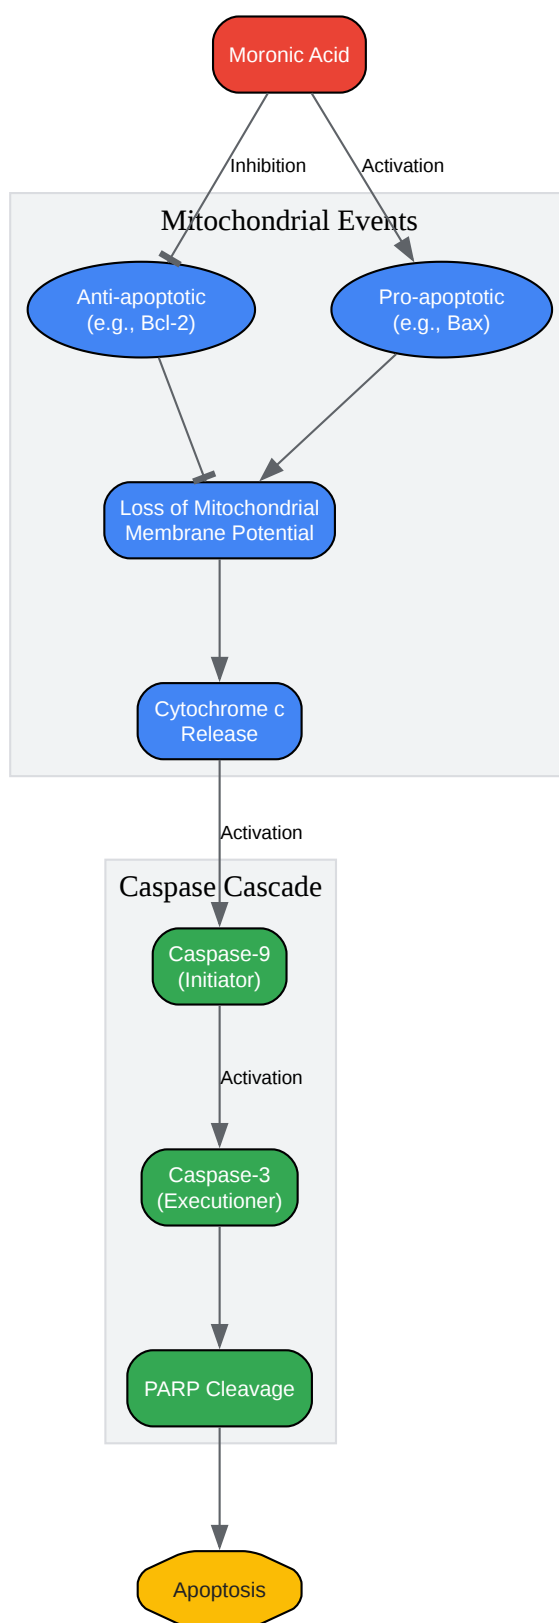 Moronic Acid
Inhibition
Activation
Mitochondrial Events
Anti-apoptotic
(e.g., Bcl-2)
Pro-apoptotic
(e.g., Bax)
Loss of Mitochondrial
Membrane Potential
Cytochrome c
Release
Activation
Caspase Cascade
Caspase-9
(Initiator)
Activation
Caspase-3
(Executioner)
PARP Cleavage
Apoptosis